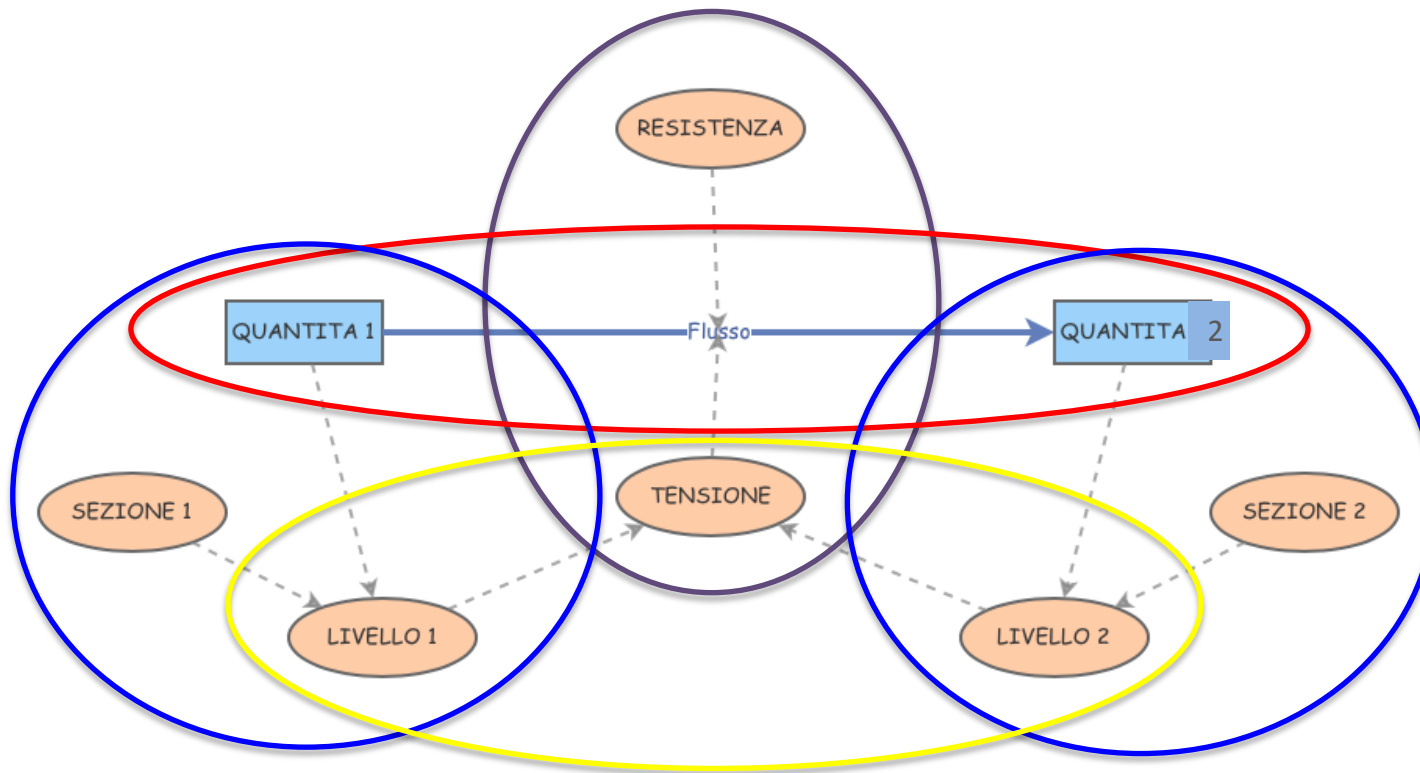 RESISTENZA
QUANTITA 1
Flusso
QUANTITA 2
SEZIONE 1
TENSIONE
SEZIONE 2
LIVELLO 1
LIVELLO 2